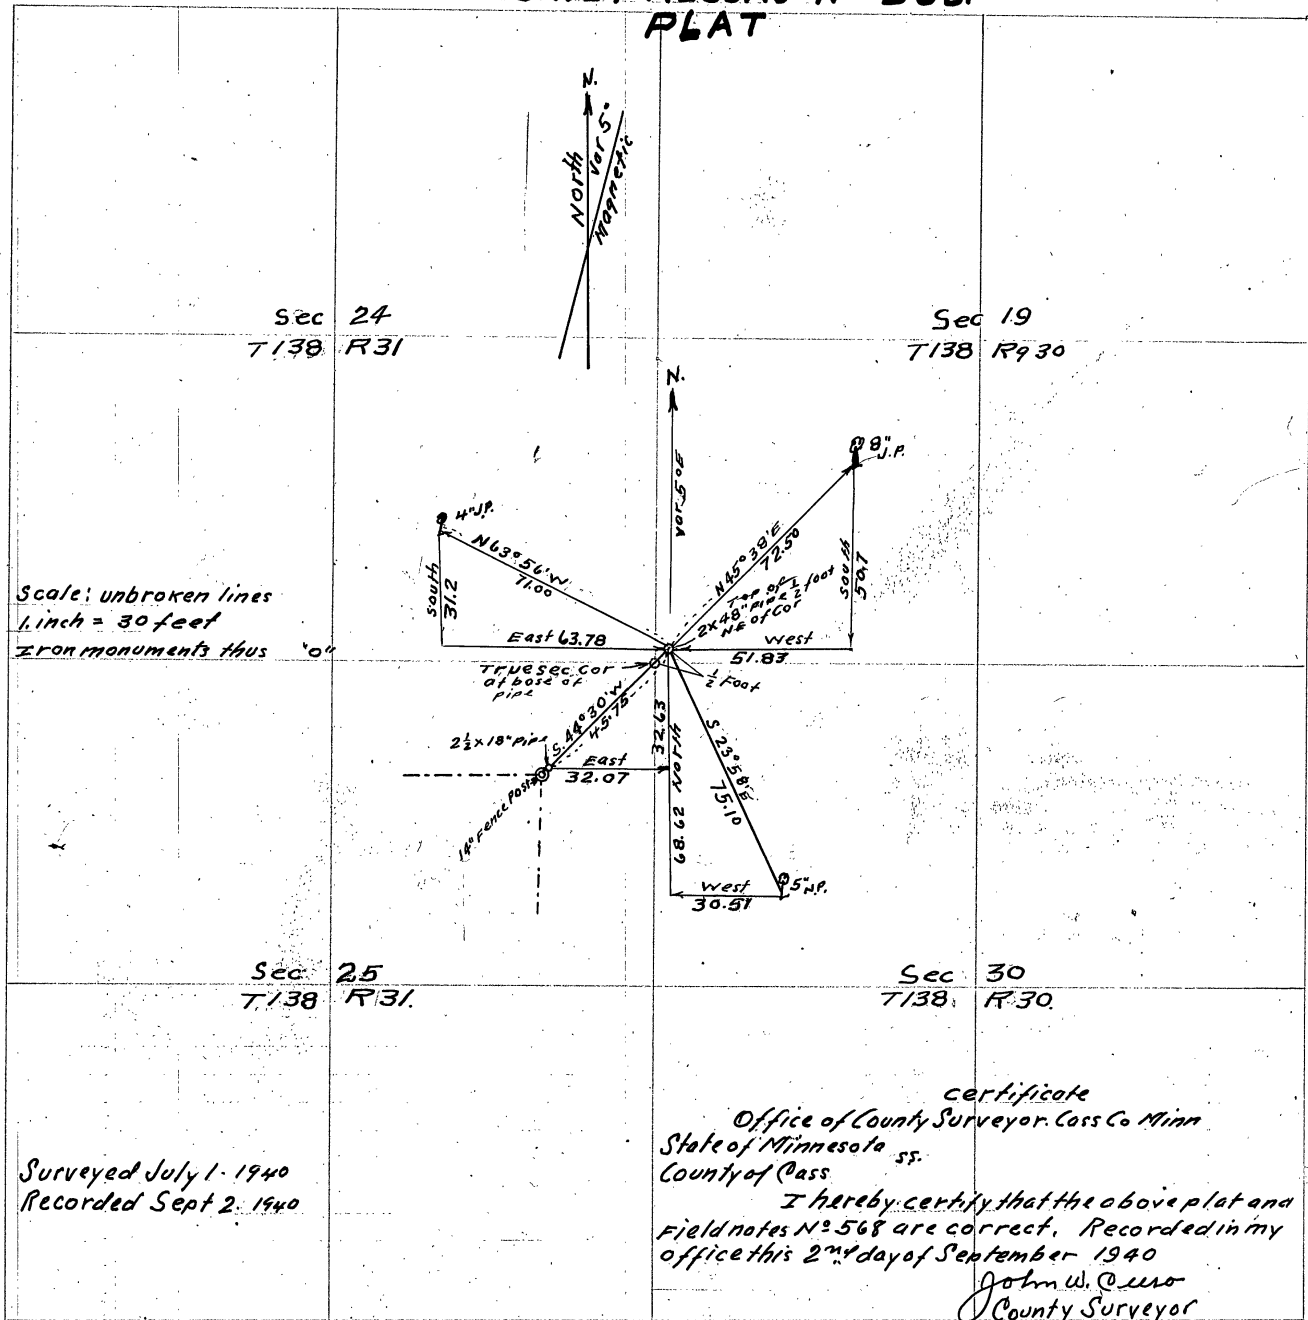 PLAT
N.
North
var 5°
Magnetic
Sec 24
T138 R31
Sec 19
T138 Rg 30
N.
var 5°E
8"
J.P.
4" J.P.
N 63° 56' W
71.00
South
31.2
East 63.78
N 45° 38' E
72.50
Top of
2x48" pipe 1/2 foot
N.E of Cor
South
50.7
West
51.83
Scale: unbroken lines
1 inch = 30 feet
Iron monuments thus "o"
True sec cor
at base of
pipe
1/2 Foot
S. 44° 30' W
45.75
2 1/2 x 18" pipe
East
32.07
14" Fence Post
32.63
68.62 North
S 23° 58' E
75.10
West
30.51
5" N.P.
Sec 25
T138 R31.
Sec 30
T138 R30.
certificate
Office of County Surveyor. Cass Co Minn
State of Minnesota ss.
County of Cass
I hereby certify that the above plat and
Field notes Nº 568 are correct. Recorded in my
office this 2nd day of September 1940
John W.
County Surveyor
Surveyed July 1. 1940
Recorded Sept 2. 1940